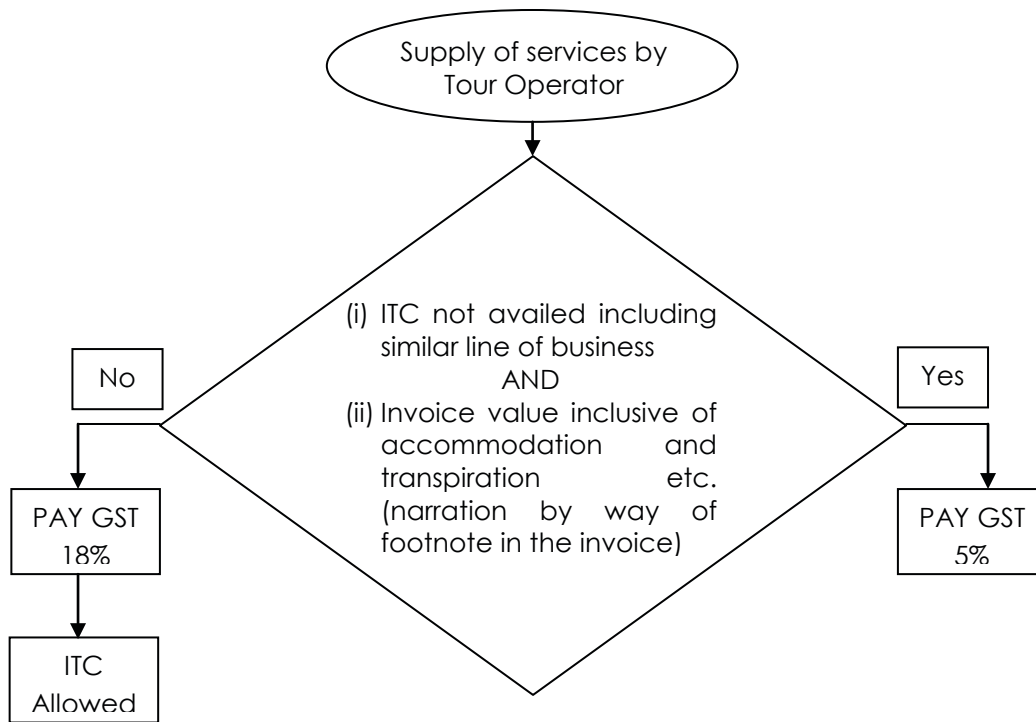 Supply of services by
Tour Operator
(i) ITC not availed including
similar line of business
AND
(ii) Invoice value inclusive of
accommodation and
transpiration etc.
(narration by way of
footnote in the invoice)
No
Yes
PAY GST
18%
PAY GST
5%
ITC
Allowed